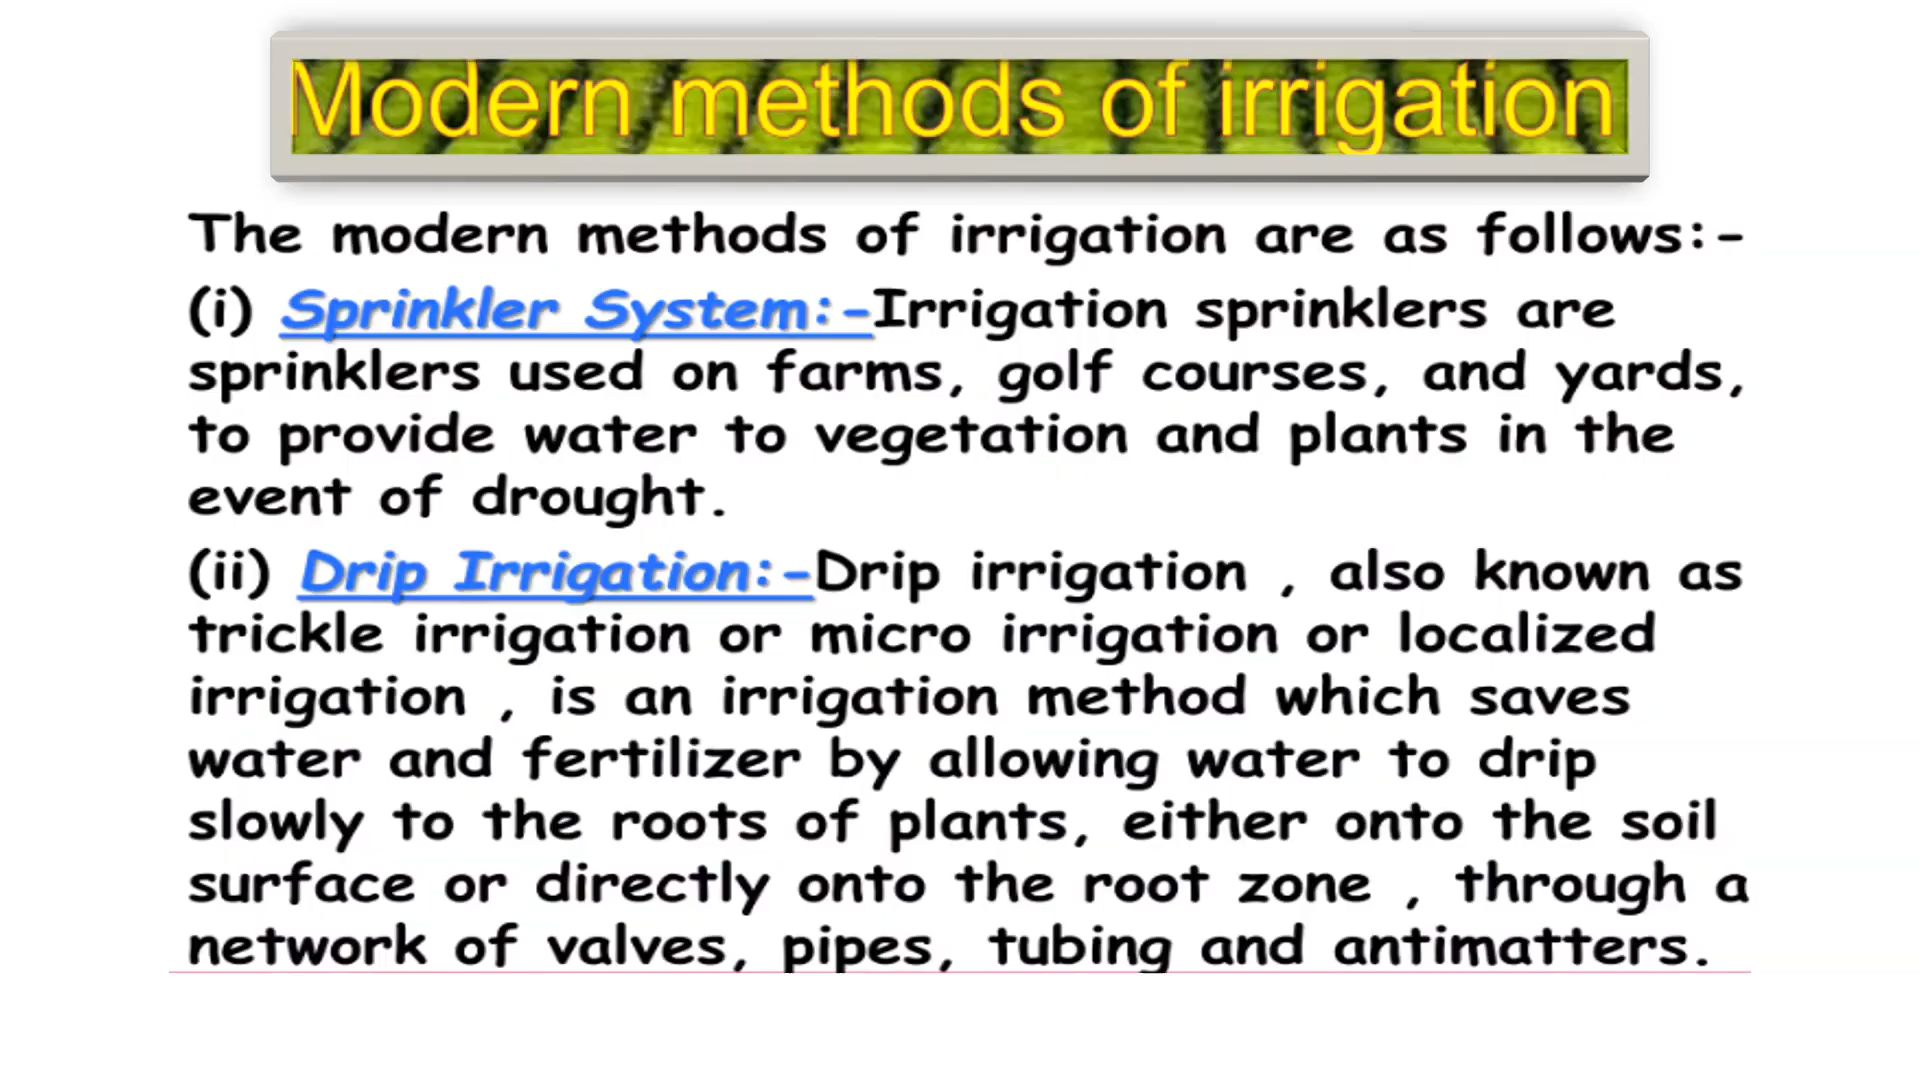 Modern methods of irrigation
The modern methods of irrigation are as follows:-
(i) Sprinkler System:-Irrigation sprinklers are
sprinklers used on farms, golf courses, and yards,
to provide water to vegetation and plants in the
event of drought.
(ii) Drip Irrigation:-Drip irrigation , also known as
trickle irrigation or micro irrigation or localized
irrigation , is an irrigation method which saves
water and fertilizer by allowing water to drip
slowly to the roots of plants, either onto the soil
surface or directly onto the root zone , through a
network of valves, pipes, tubing and antimatters.